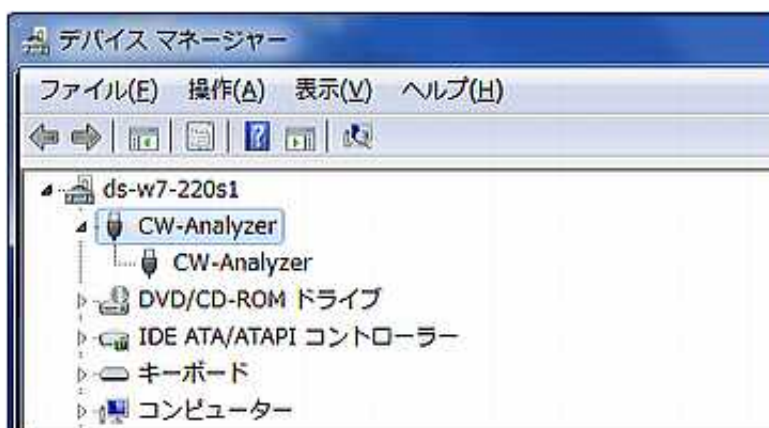 デバイス マネージャー
ファイル(F) 操作(A) 表示(V) ヘルプ(H)
ds-w7-220s1
CW-Analyzer
CW-Analyzer
DVD/CD-ROM ドライブ
IDE ATA/ATAPI コントローラー
キーボード
コンピューター